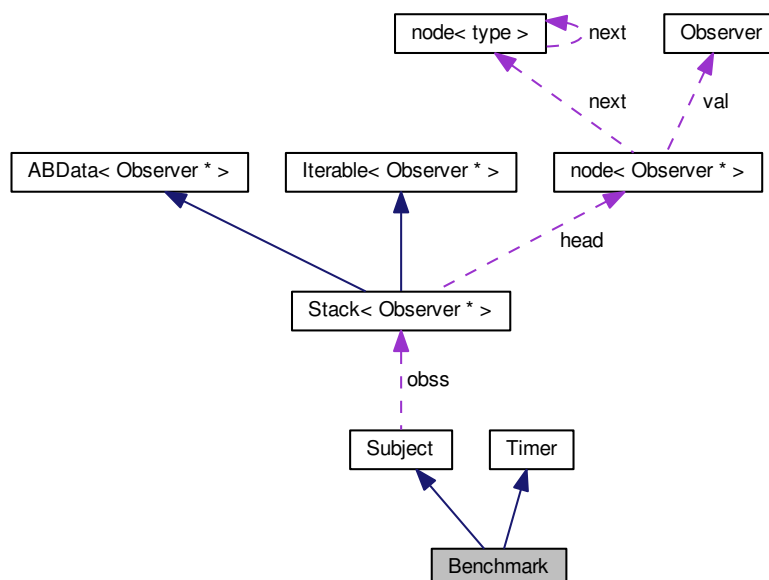 node< type >
next
Observer
next
val
ABData< Observer * >
Iterable< Observer * >
node< Observer * >
head
Stack< Observer * >
obss
Subject
Timer
Benchmark